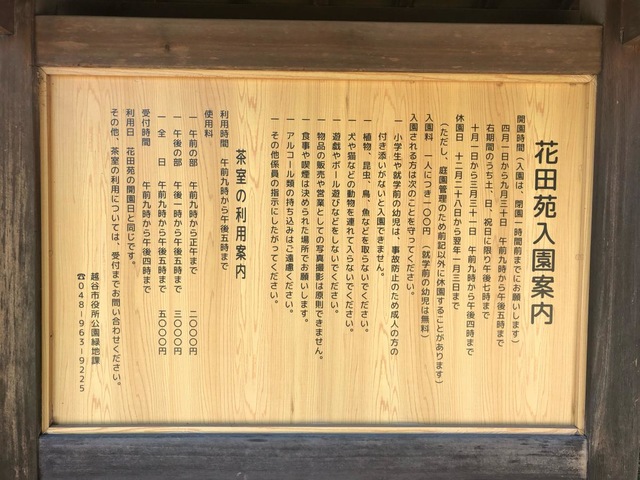 花田苑入園案内
開園時間（入園は、閉園一時間前までにお願いします）
四月一日から九月三十日　午前九時から午後五時まで
右期間のうち土、日、祝日に限り午後七時まで
十月一日から三月三十一日　午前九時から午後四時まで
休園日　十二月二十八日から翌年一月三日まで
（ただし、庭園管理のため前記以外に休園することがあります）
入園料　一人につき一〇〇円　（就学前の幼児は無料）
入園される方は次のことを守ってください。
一　小学生や就学前の幼児は、事故防止のため成人の方の
付き添いがないと入園できません。
一　植物、昆虫、鳥、魚などを取らないでください。
一　犬や猫などの動物を連れて入らないでください。
一　遊戯やボール遊びなどをしないでください。
一　物品の販売や営業としての写真撮影は原則できません。
一　食事や喫煙は決められた場所でお願いします。
一　アルコール類の持ち込みはご遠慮ください。
一　その他係員の指示にしたがってください。
茶室の利用案内
利用時間　午前九時から午後五時まで
使用料
一　午前の部　午前九時から正午まで　二〇〇〇円
一　午後の部　午後一時から午後五時まで　三〇〇〇円
一　全　日　午前九時から午後五時まで　五〇〇〇円
受付時間　午前九時から午後四時まで
利用日　花田苑の開園日と同じです。
その他、茶室の利用については、受付までお問い合わせください。
越谷市役所公園緑地課
☎048-963-9225